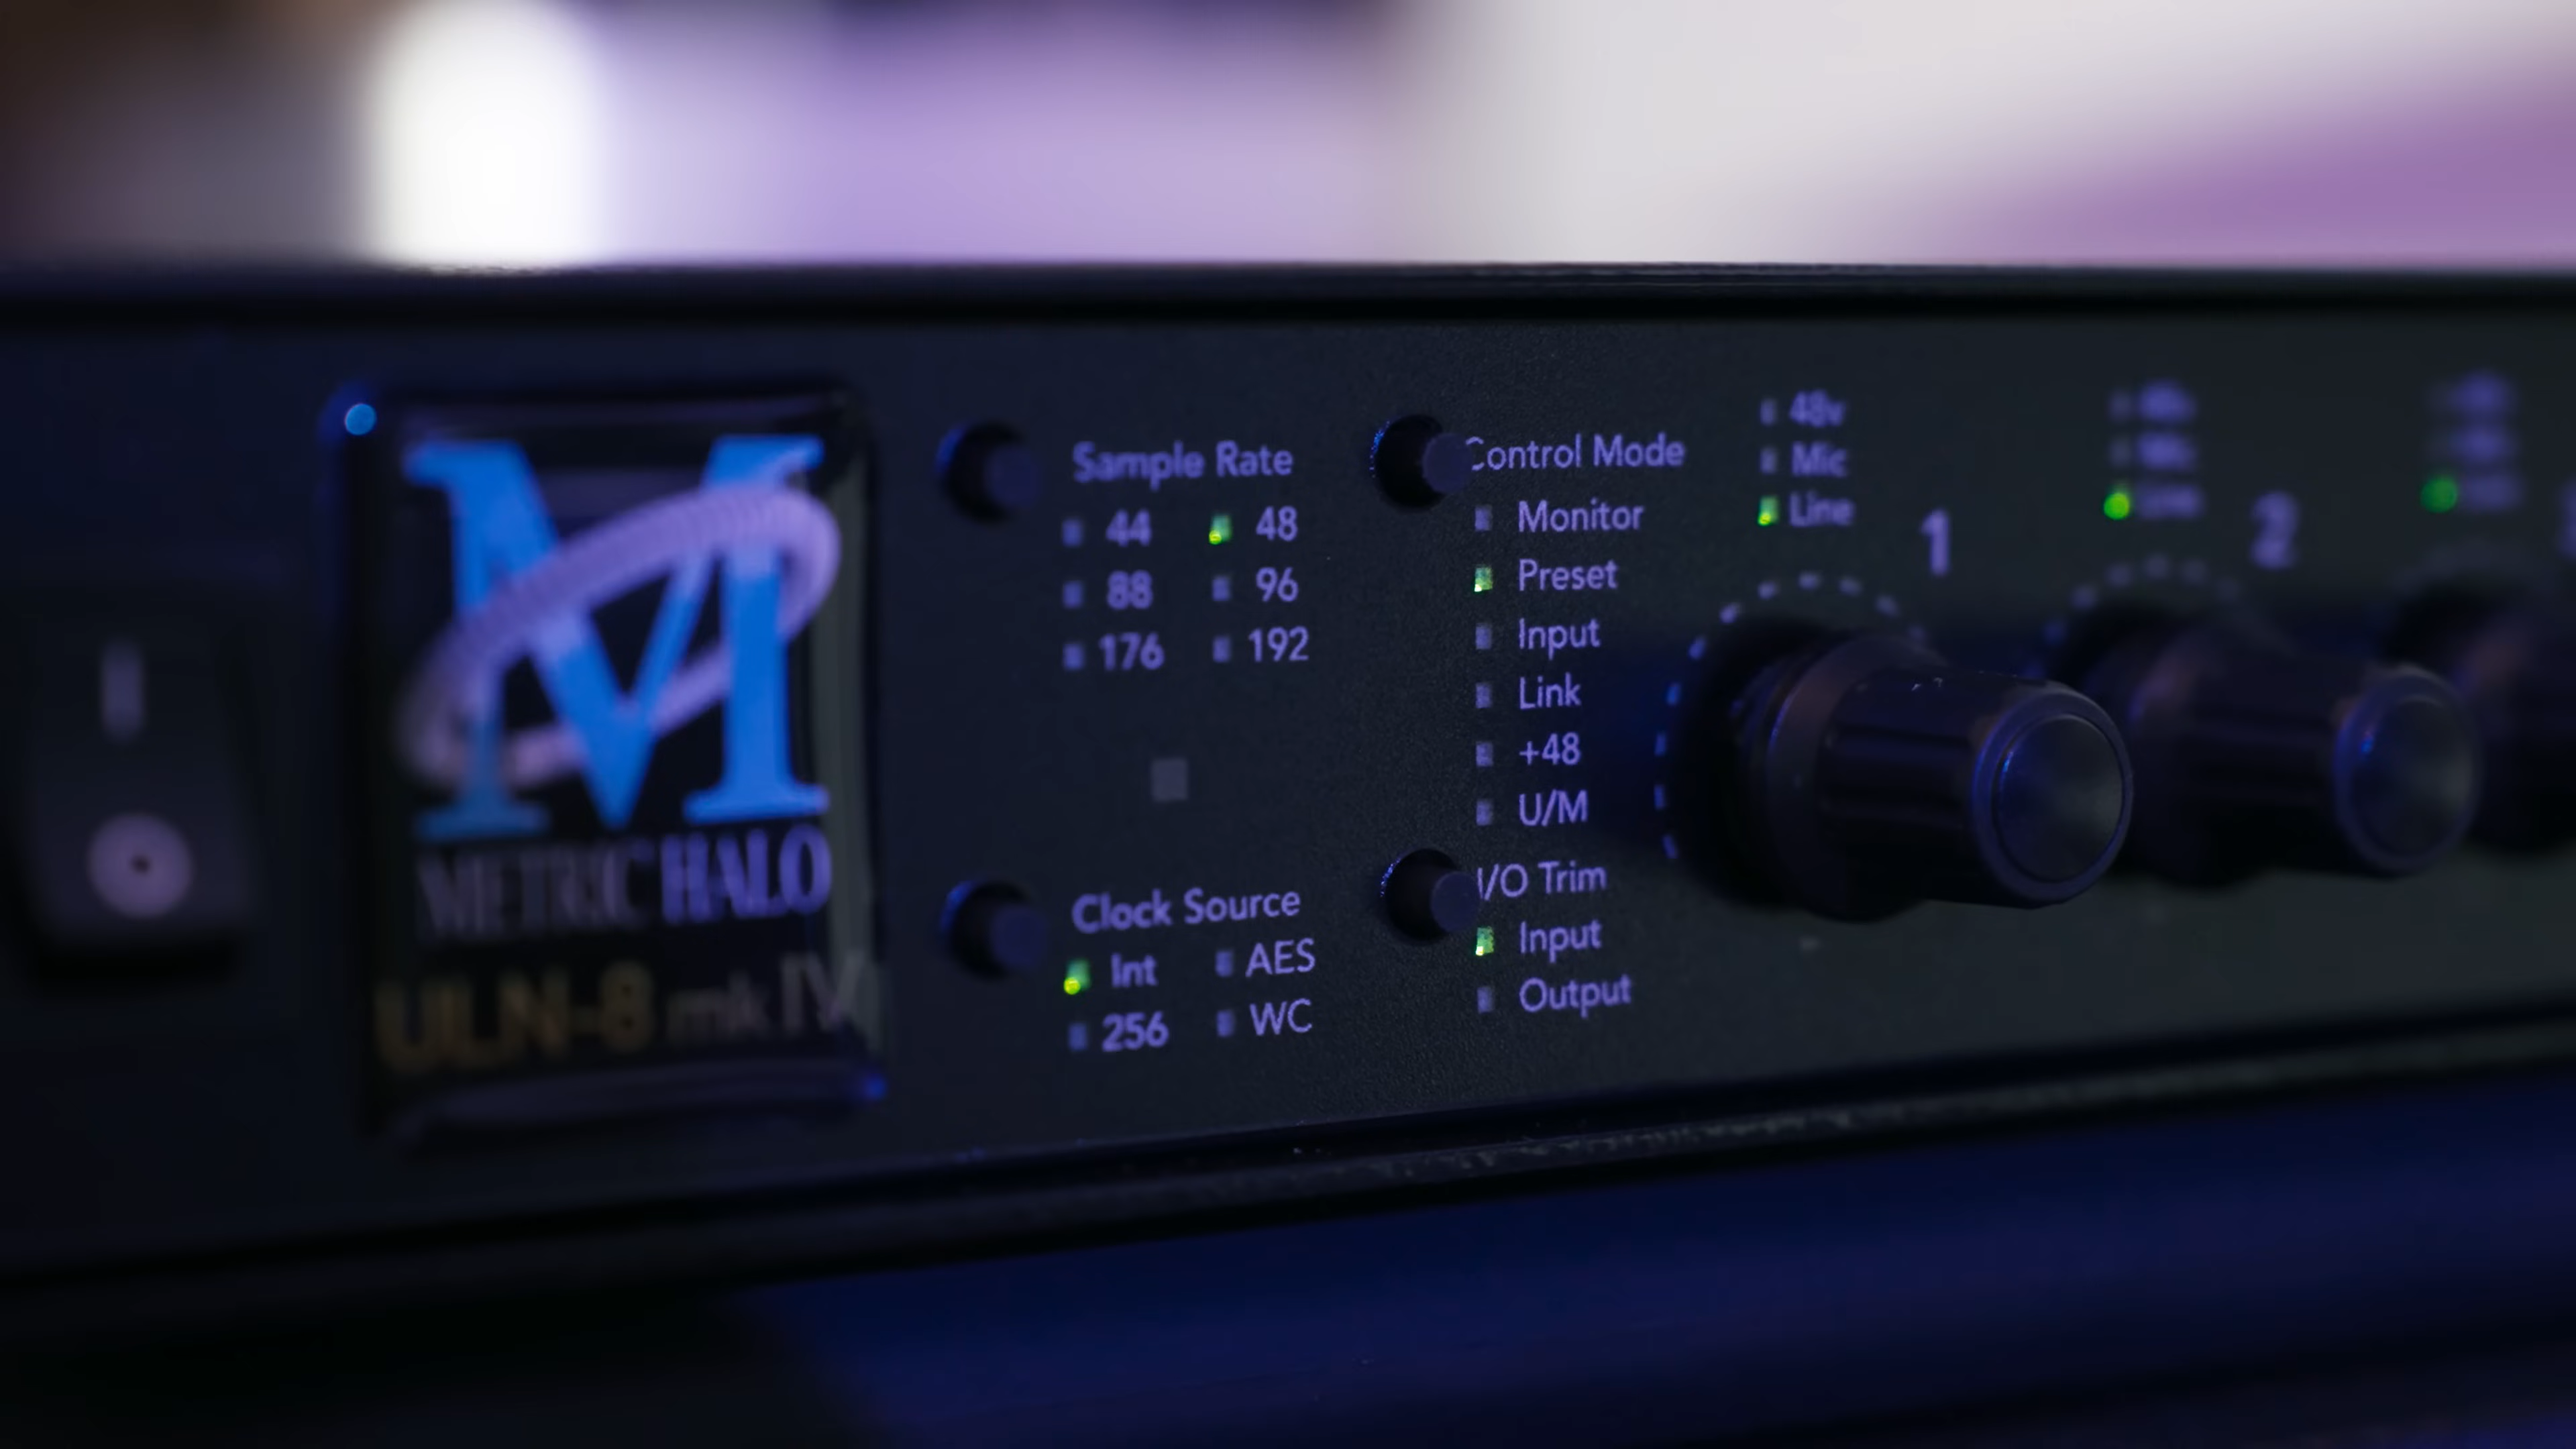 M
METRIC HALO
ULN-8 mk IV
Sample Rate
44 48
88 96
176 192
Clock Source
Int AES
256 WC
Control Mode
Monitor
Preset
Input
Link
+48
U/M
I/O Trim
Input
Output
48v
Mic
Line
1
2